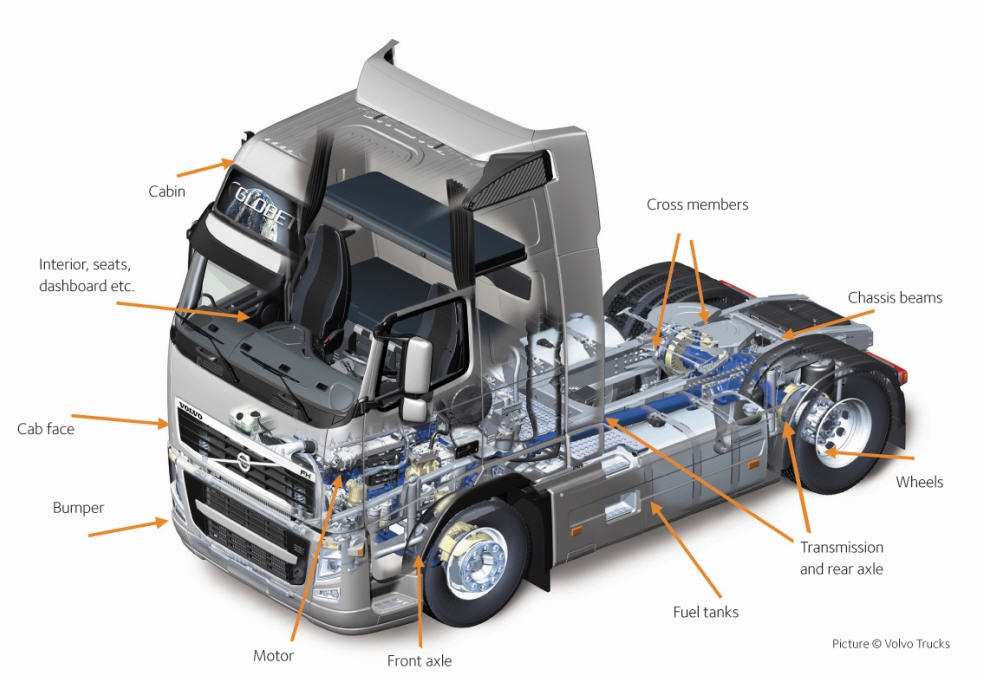 Cabin
GLOBE
Cross members
Interior, seats,
dashboard etc.
Chassis beams
VOLVO
Cab face
FH
Wheels
Bumper
Transmission
and rear axle
Fuel tanks
Motor
Front axle
Picture © Volvo Trucks